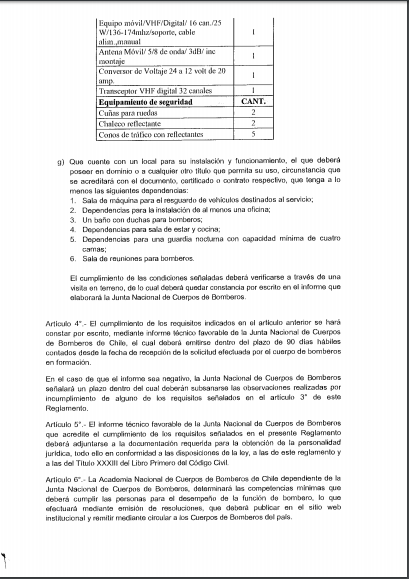 Equipo móvil/VHF/Digital/ 16 can./25
W/136-174mhz/soporte, cable
alim.,manual
1
Antena Móvil/ 5/8 de onda/ 3dB/ inc
montaje
1
Conversor de Voltaje 24 a 12 volt de 20
amp.
1
Transceptor VHF digital 32 canales 1
Equipamiento de seguridad CANT.
Cuñas para ruedas 2
Chaleco reflectante 2
Conos de tráfico con reflectantes 5
g) Que cuente con un local para su instalación y funcionamiento, el que deberá
poseer en dominio o a cualquier otro título que permita su uso, circunstancia que
se acreditará con el documento, certificado o contrato respectivo, que tenga a lo
menos las siguientes dependencias:
1. Sala de máquina para el resguardo de vehículos destinados al servicio;
2. Dependencias para la instalación de al menos una oficina;
3. Un baño con duchas para bomberos;
4. Dependencias para sala de estar y cocina;
5. Dependencias para una guardia nocturna con capacidad mínima de cuatro
camas;
6. Sala de reuniones para bomberos.
El cumplimiento de las condiciones señaladas deberá verificarse a través de una
visita en terreno, de lo cual deberá quedar constancia por escrito en el informe que
elaborará la Junta Nacional de Cuerpos de Bomberos.
Artículo 4°.- El cumplimiento de los requisitos indicados en el artículo anterior se hará
constar por escrito, mediante informe técnico favorable de la Junta Nacional de Cuerpos
de Bomberos de Chile, el cual deberá emitirse dentro del plazo de 90 días hábiles
contados desde la fecha de recepción de la solicitud efectuada por el cuerpo de bomberos
en formación.
En el caso de que el informe sea negativo, la Junta Nacional de Cuerpos de Bomberos
señalará un plazo dentro del cual deberán subsanarse las observaciones realizadas por
incumplimiento de alguno de los requisitos señalados en el artículo 3° de este
Reglamento.
Artículo 5°.- El informe técnico favorable de la Junta Nacional de Cuerpos de Bomberos
que acredite el cumplimiento de los requisitos señalados en el presente Reglamento
deberá adjuntarse a la documentación requerida para la obtención de la personalidad
jurídica, todo ello en conformidad a las disposiciones de la ley, a las de este reglamento y
a las del Título XXXIII del Libro Primero del Código Civil.
Artículo 6°.- La Academia Nacional de Cuerpos de Bomberos de Chile dependiente de la
Junta Nacional de Cuerpos de Bomberos, determinará las competencias mínimas que
deberá cumplir las personas para el desempeño de la función de bombero, lo que
efectuará mediante emisión de resoluciones, que deberá publicar en el sitio web
institucional y remitir mediante circular a los Cuerpos de Bomberos del país.